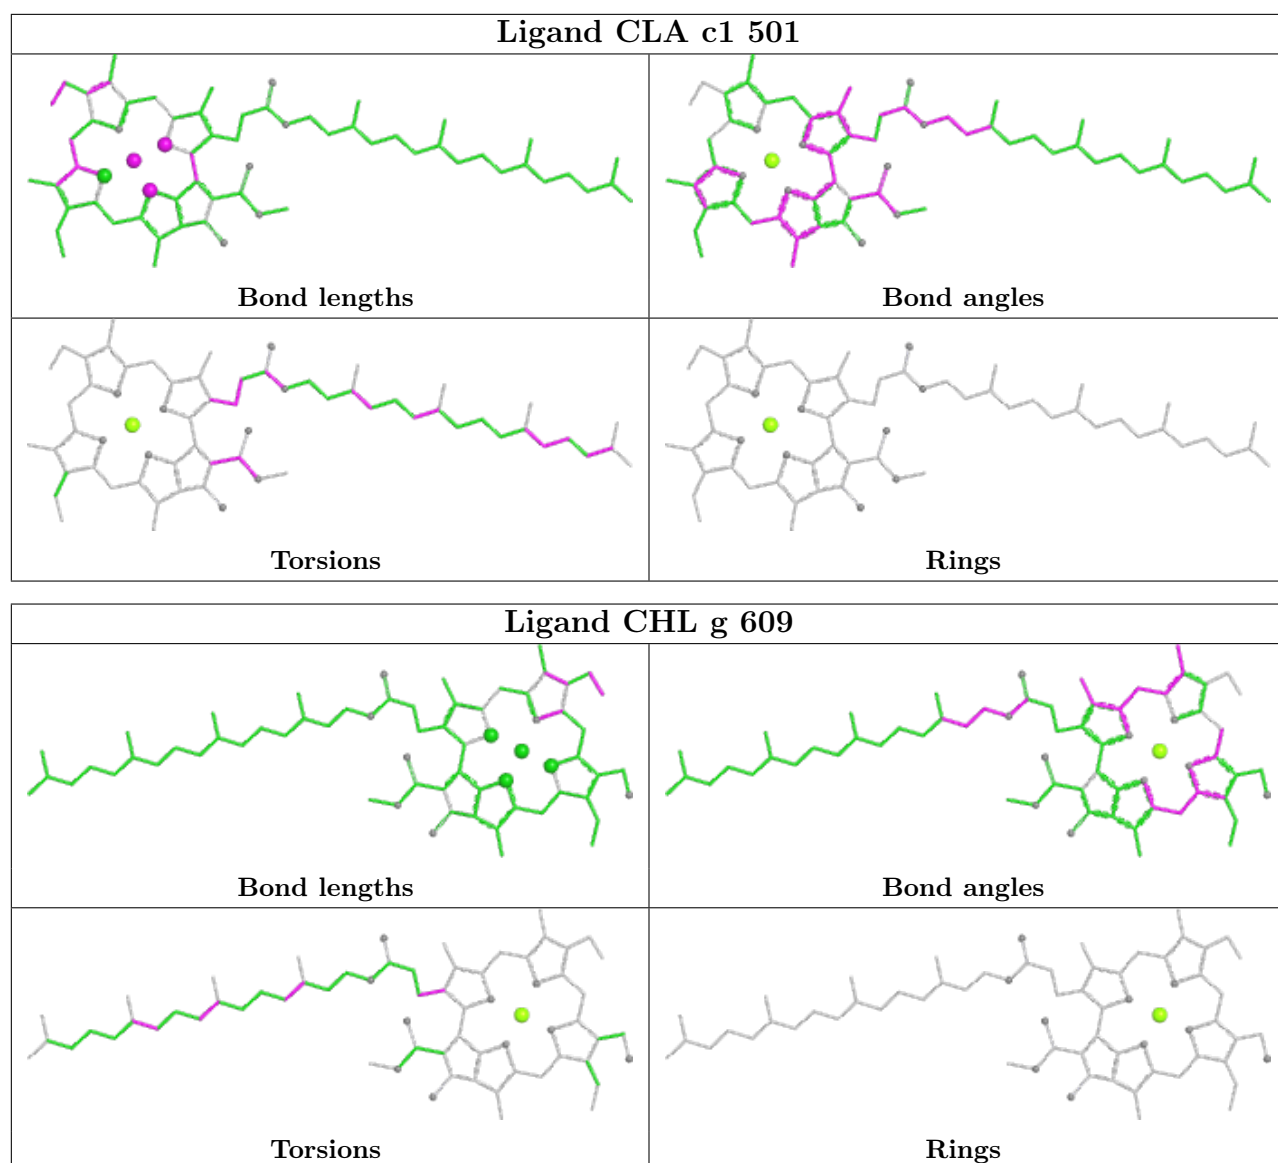 Ligand CLA c1 501
Bond lengths
Bond angles
Torsions
Rings
Ligand CHL g 609
Bond lengths
Bond angles
Torsions
Rings